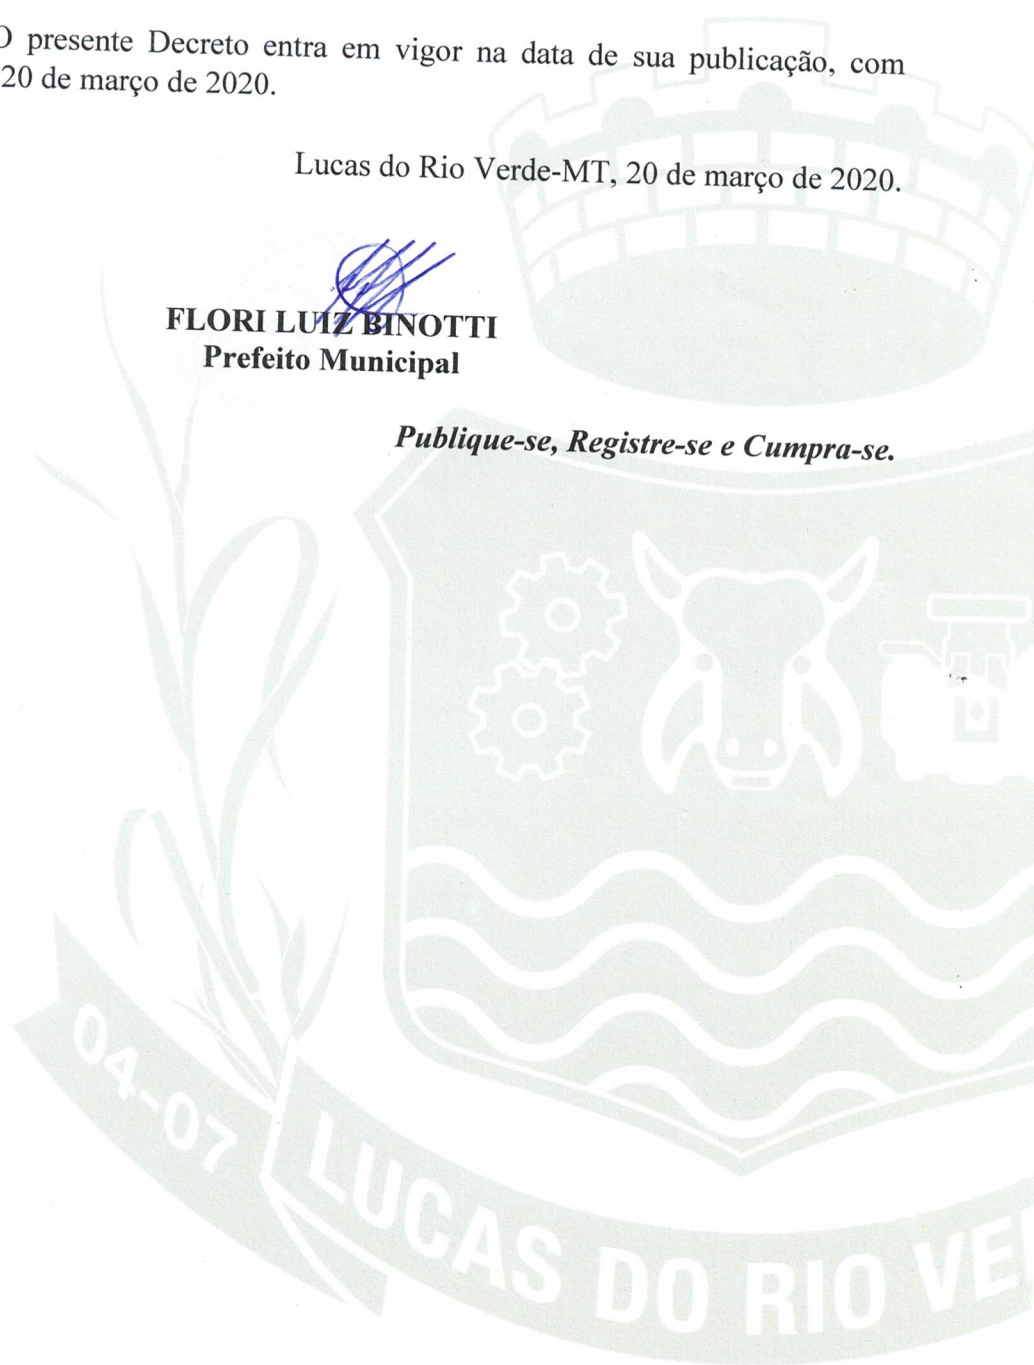 O presente Decreto entra em vigor na data de sua publicação, com
20 de março de 2020.
Lucas do Rio Verde-MT, 20 de março de 2020.
FLORI LUIZ BINOTTI
Prefeito Municipal
Publique-se, Registre-se e Cumpra-se.
04-07
LUCAS DO RIO VE